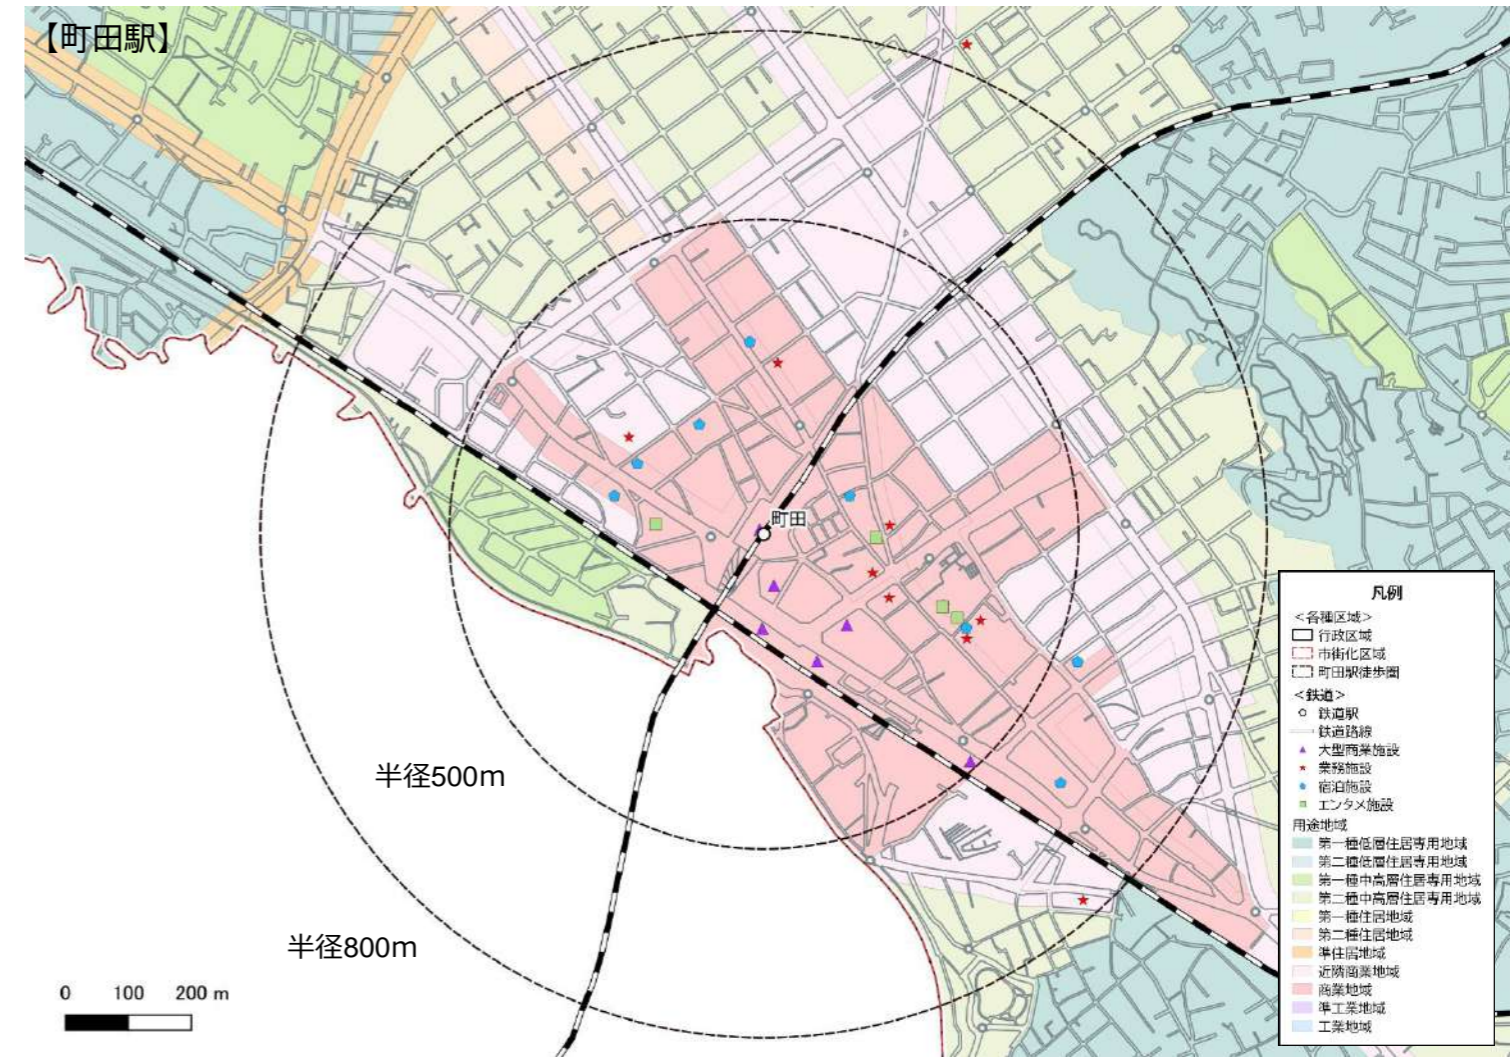 【町田駅】
町田
半径500m
半径800m
0 100 200 m
凡例
<各種区域>
行政区域
市街化区域
町田駅徒歩圏
<鉄道>
鉄道駅
鉄道路線
大型商業施設
業務施設
宿泊施設
エンタメ施設
用途地域
第一種低層住居専用地域
第二種低層住居専用地域
第一種中高層住居専用地域
第二種中高層住居専用地域
第一種住居地域
第二種住居地域
準住居地域
近隣商業地域
商業地域
準工業地域
工業地域